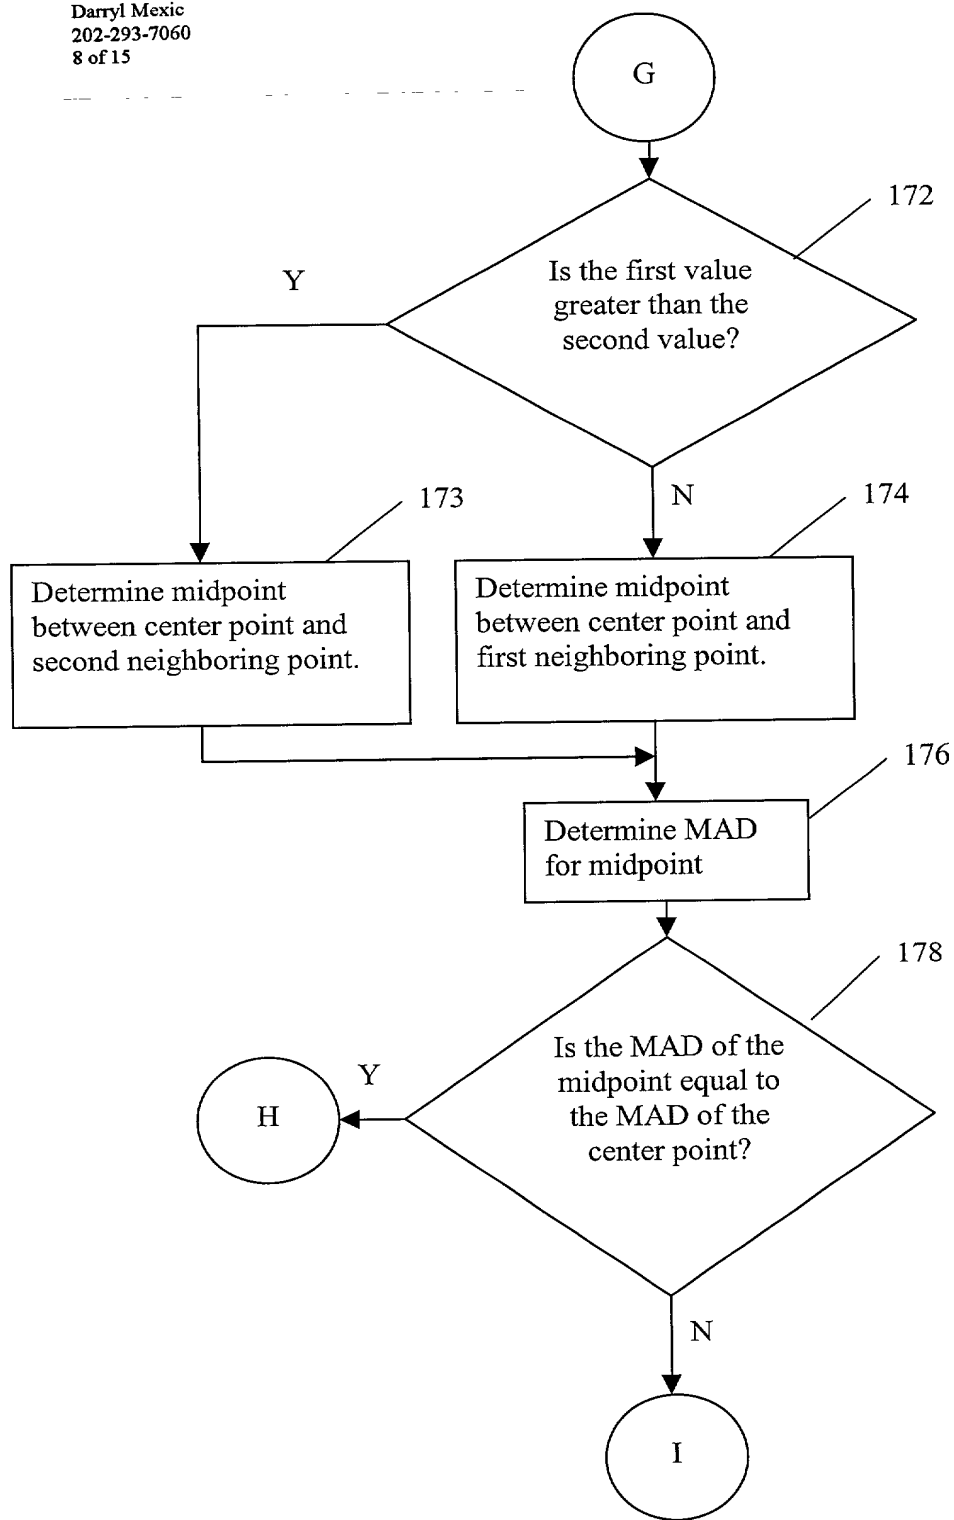 Darryl Mexic
202-293-7060
8 of 15
G
172
Is the first value
greater than the
second value?
Y
N
173
174
Determine midpoint
between center point and
second neighboring point.
Determine midpoint
between center point and
first neighboring point.
176
Determine MAD
for midpoint
178
Is the MAD of the
midpoint equal to
the MAD of the
center point?
Y
H
N
I